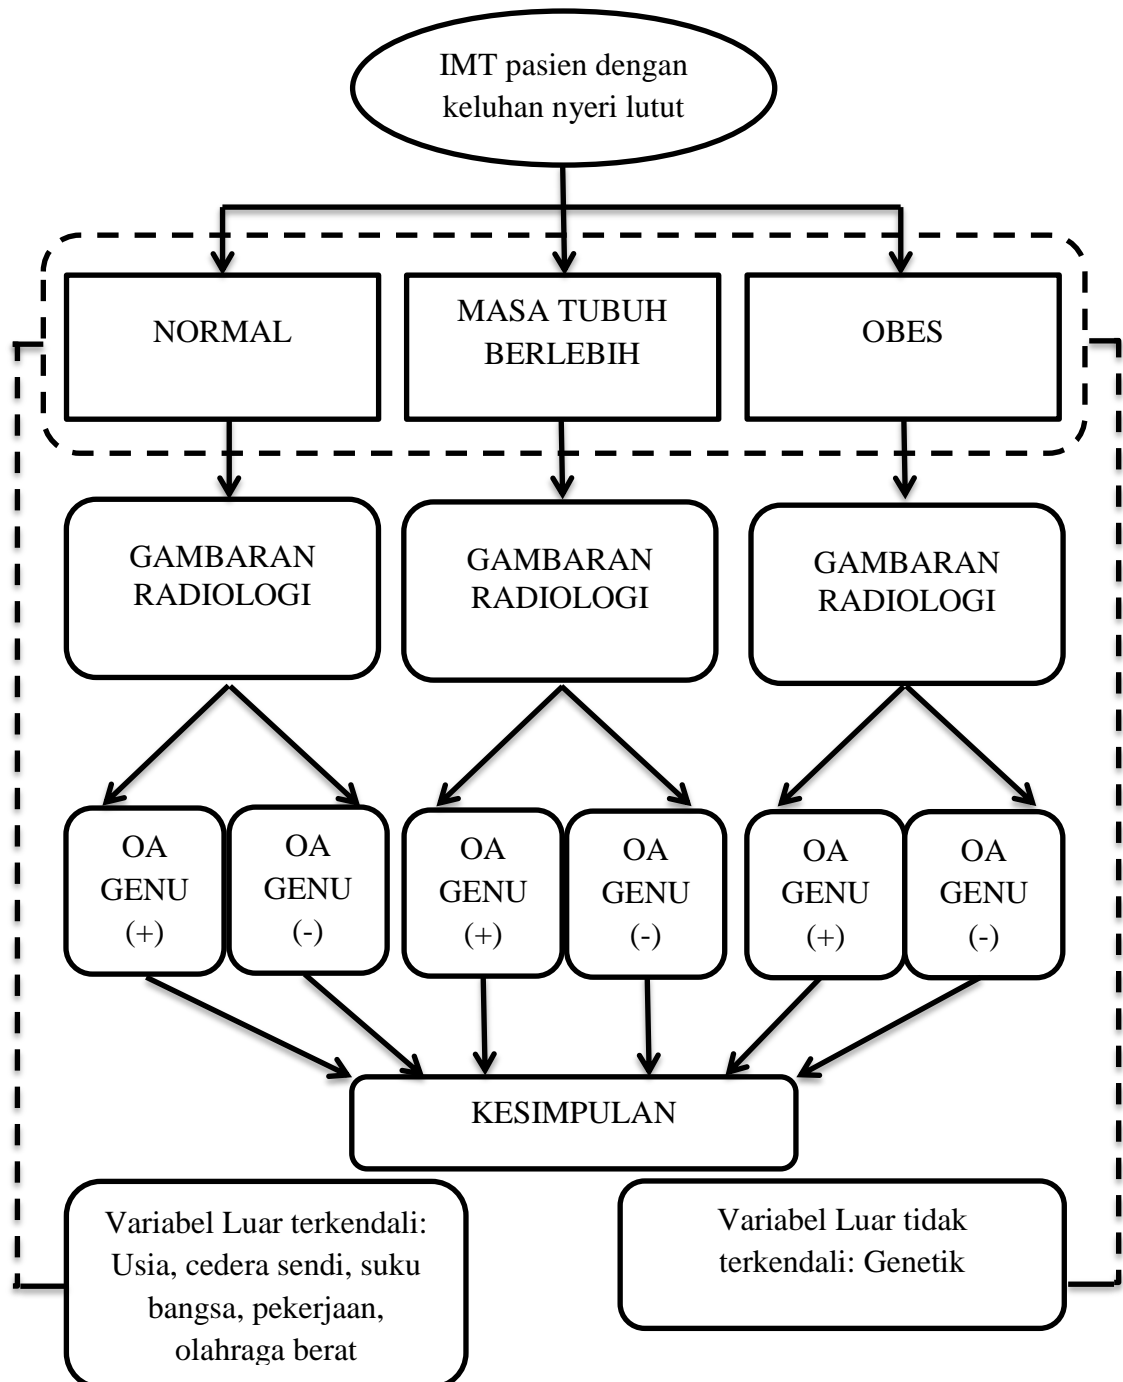 IMT pasien dengan
keluhan nyeri lutut
NORMAL
MASA TUBUH
BERLEBIH
OBES
GAMBARAN
RADIOLOGI
GAMBARAN
RADIOLOGI
GAMBARAN
RADIOLOGI
OA
GENU
(+)
OA
GENU
(-)
OA
GENU
(+)
OA
GENU
(-)
OA
GENU
(+)
OA
GENU
(-)
KESIMPULAN
Variabel Luar terkendali:
Usia, cedera sendi, suku
bangsa, pekerjaan,
olahraga berat
Variabel Luar tidak
terkendali: Genetik